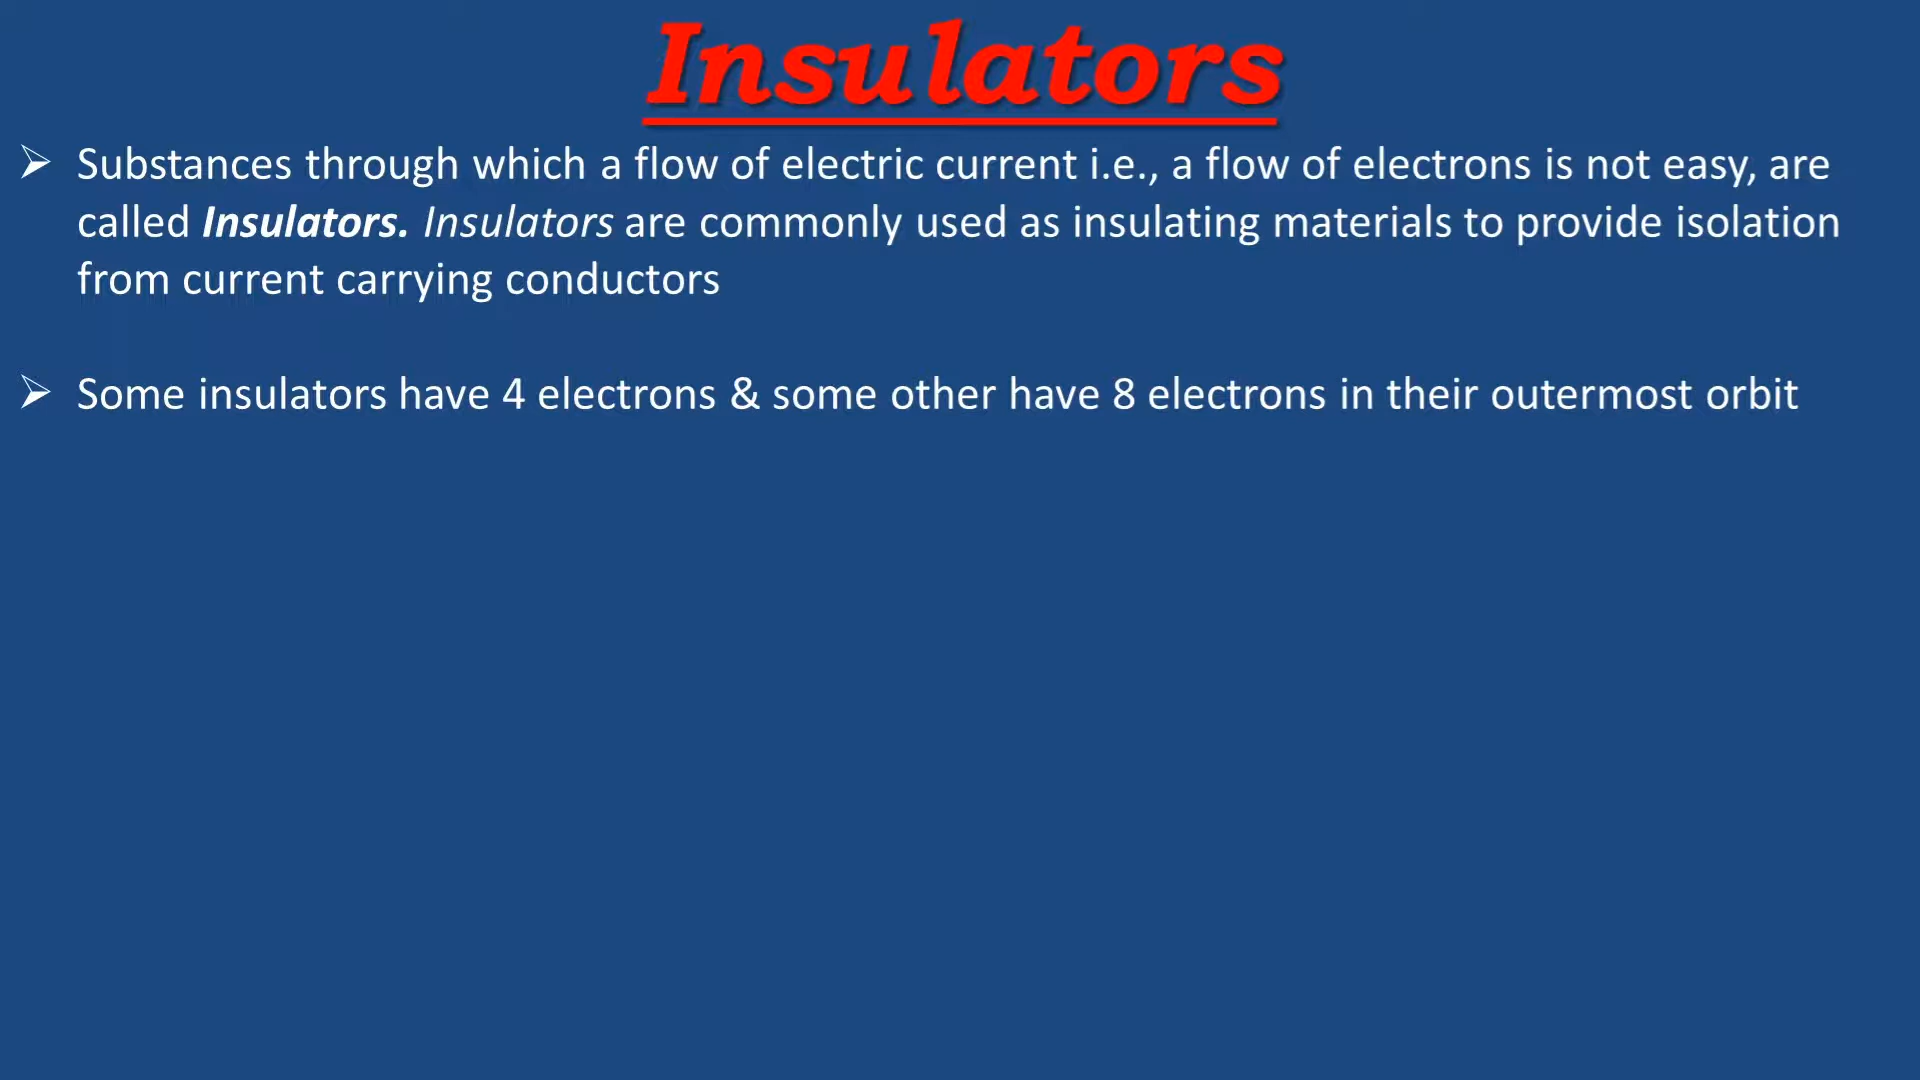 Insulators
➢ Substances through which a flow of electric current i.e., a flow of electrons is not easy, are
called Insulators. Insulators are commonly used as insulating materials to provide isolation
from current carrying conductors
➢ Some insulators have 4 electrons & some other have 8 electrons in their outermost orbit